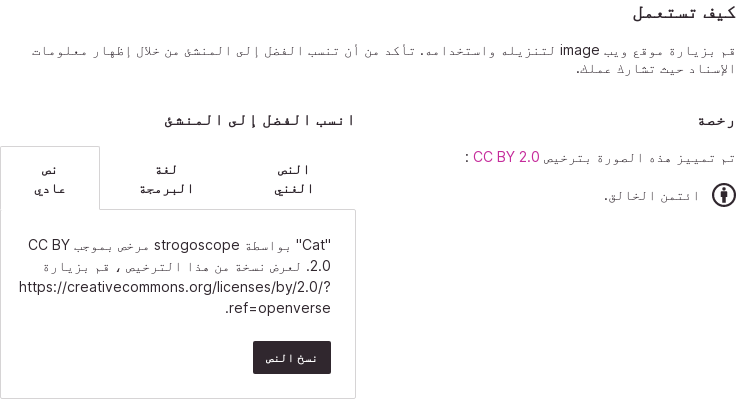 كيف تستعمل
قم بزيارة موقع ويب image لتنزيله واستخدامه. تأكد من أن تنسب الفضل إلى المنشئ من خلال إظهار معلومات
الإسناد حيث تشارك عملك.
رخصة
تم تمييز هذه الصورة بترخيص CC BY 2.0 :
ائتمن الخالق.
انسب الفضل إلى المنشئ
النص
الغني
لغة
البرمجة
نص
عادي
"Cat" بواسطة strogoscope مرخص بموجب CC BY
2.0. لعرض نسخة من هذا الترخيص ، قم بزيارة
https://creativecommons.org/licenses/by/2.0/?
ref=openverse.
نسخ النص